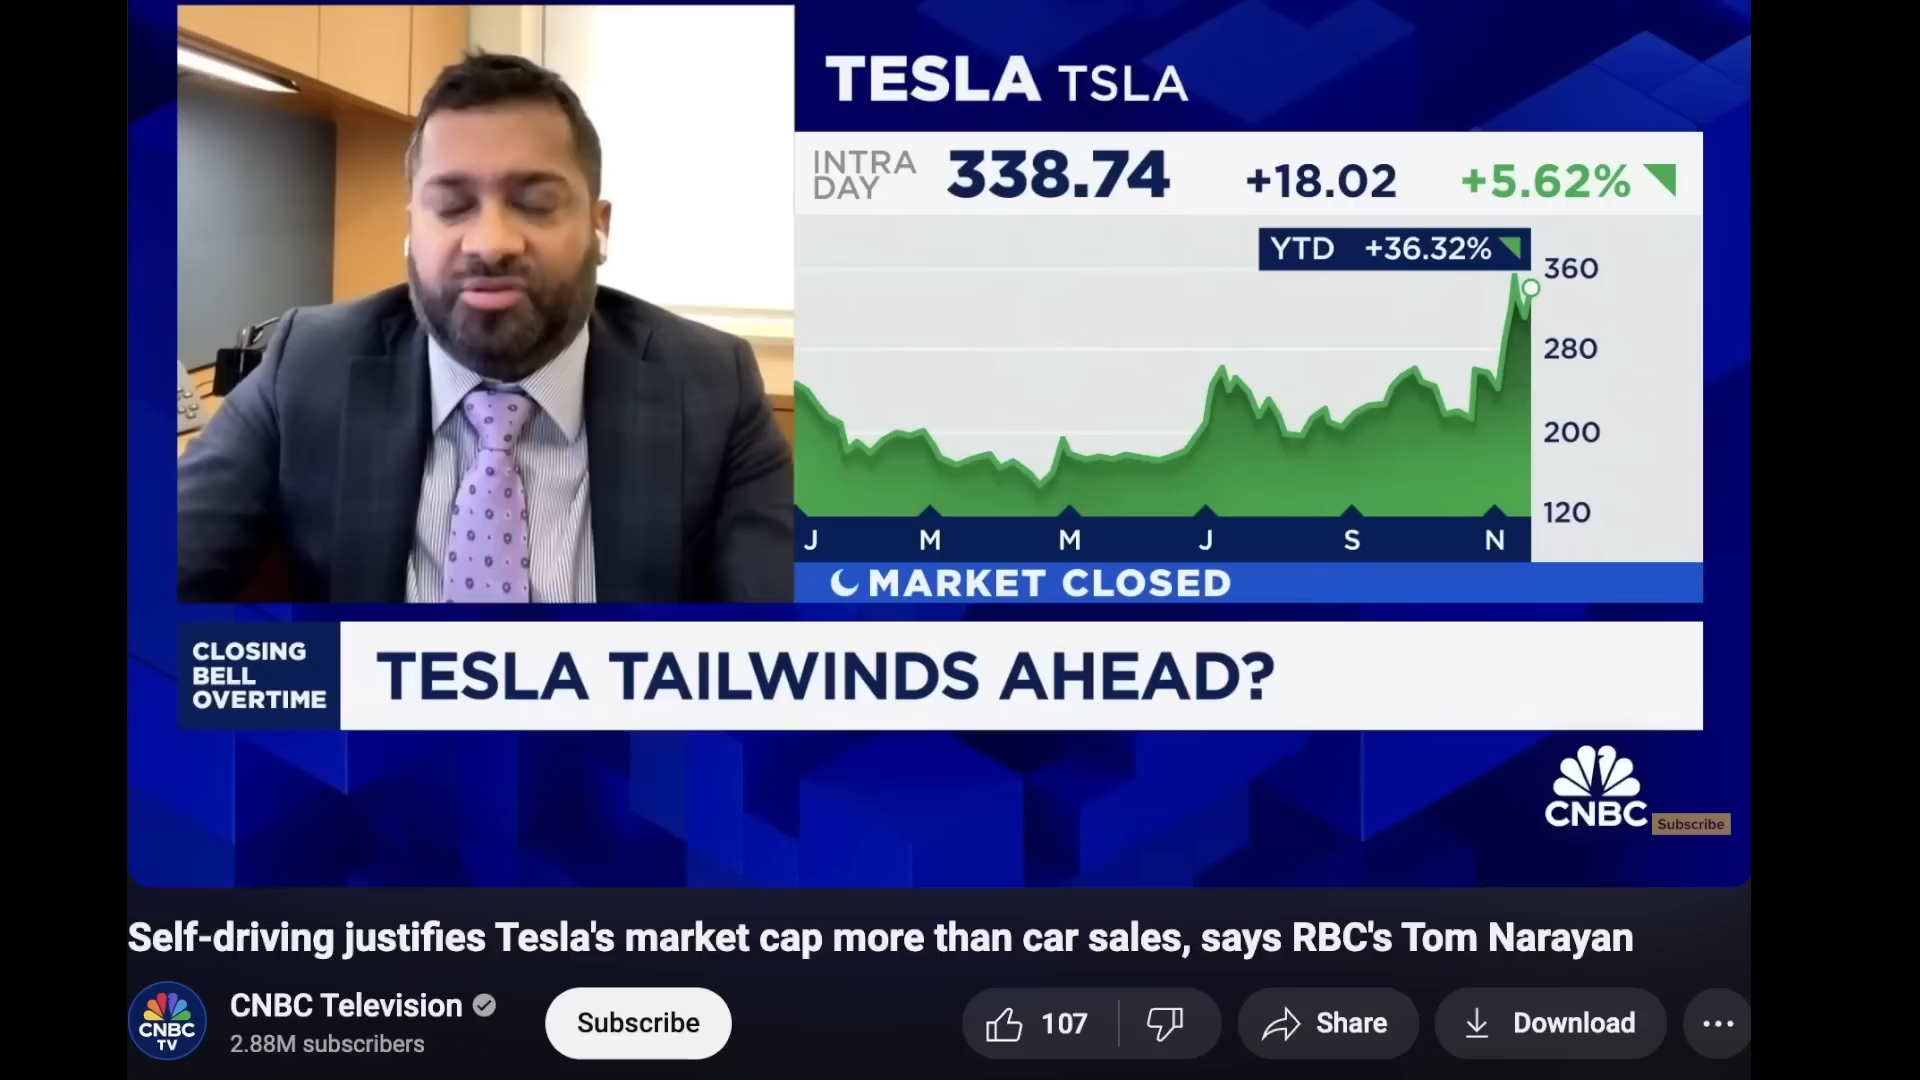 TESLA TSLA
INTRA DAY 338.74 +18.02 +5.62%
YTD +36.32%
360
280
200
120
J M M J S N
MARKET CLOSED
CLOSING BELL OVERTIME
TESLA TAILWINDS AHEAD?
CNBC
Subscribe
Self-driving justifies Tesla's market cap more than car sales, says RBC's Tom Narayan
CNBC TV
CNBC Television
2.88M subscribers
Subscribe
107
Share
Download